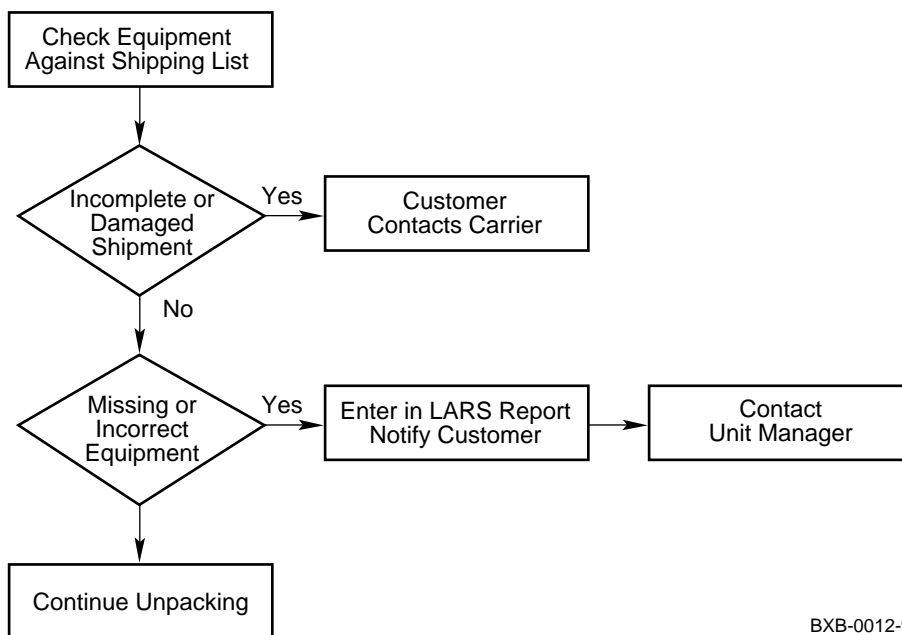 Check Equipment
Against Shipping List
Incomplete or
Damaged
Shipment
Yes
Customer
Contacts Carrier
No
Missing or
Incorrect
Equipment
Yes
Enter in LARS Report
Notify Customer
Contact
Unit Manager
Continue Unpacking